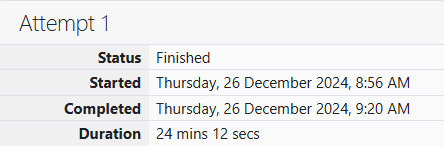 Attempt 1
Status Finished
Started Thursday, 26 December 2024, 8:56 AM
Completed Thursday, 26 December 2024, 9:20 AM
Duration 24 mins 12 secs